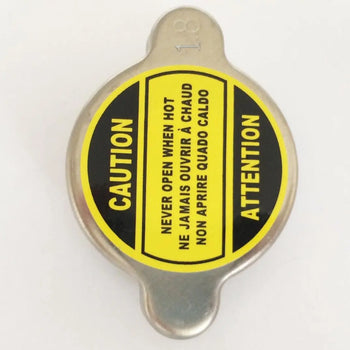 1.8
CAUTION
NEVER OPEN WHEN HOT
NE JAMAIS OUVRIR À CHAUD
NON APRIRE QUADO CALDO
ATTENTION